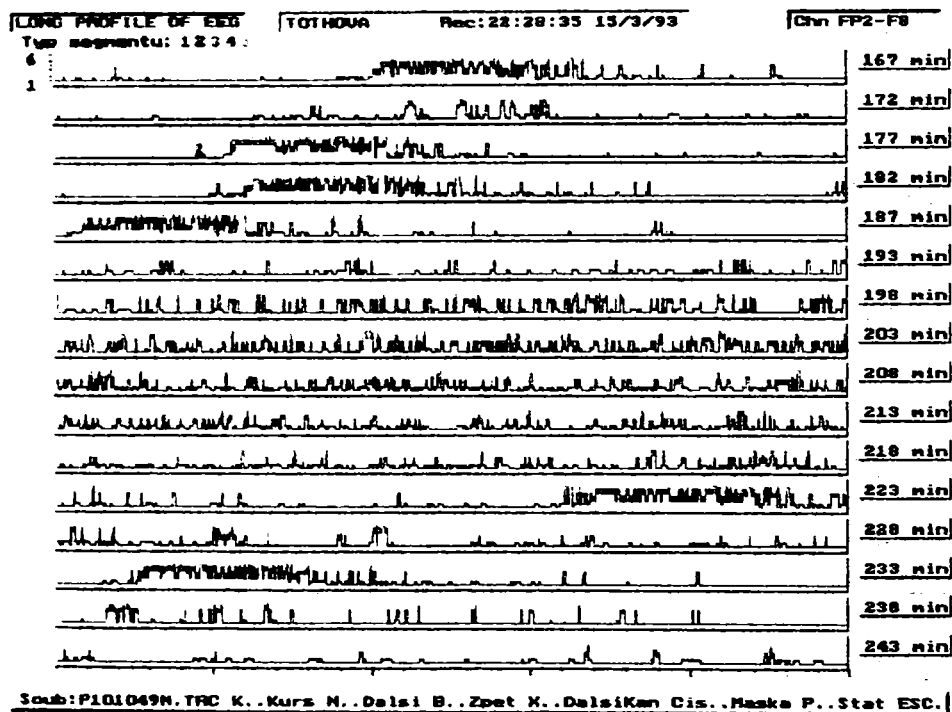 LONG PROFILE OF EEG TOTHOVA Rec:22:28:35 15/3/93 Chn FP2-F8
Typ segmentu: 1 2 3 4
6
1
167 min
172 min
177 min
182 min
187 min
193 min
198 min
203 min
208 min
213 min
218 min
223 min
228 min
233 min
238 min
243 min
Soub:P101049N.TRC K..Kurs N..Dalsi B..Zpet X..DalsiKan Cis..Maska P..Stat ESC.